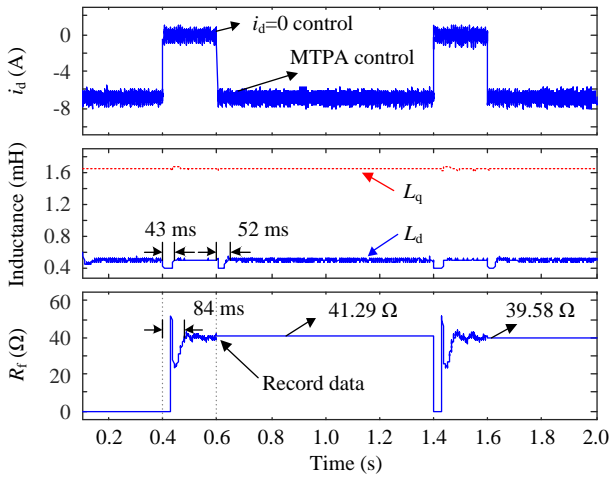 0
-4
-8
i_d (A)
i_d=0 control
MTPA control
1.6
1.2
0.8
0.4
Inductance (mH)
L_q
43 ms
52 ms
L_d
60
40
20
0
R_f (Ω)
84 ms
41.29 Ω
39.58 Ω
Record data
0.2 0.4 0.6 0.8 1.0 1.2 1.4 1.6 1.8 2.0
Time (s)